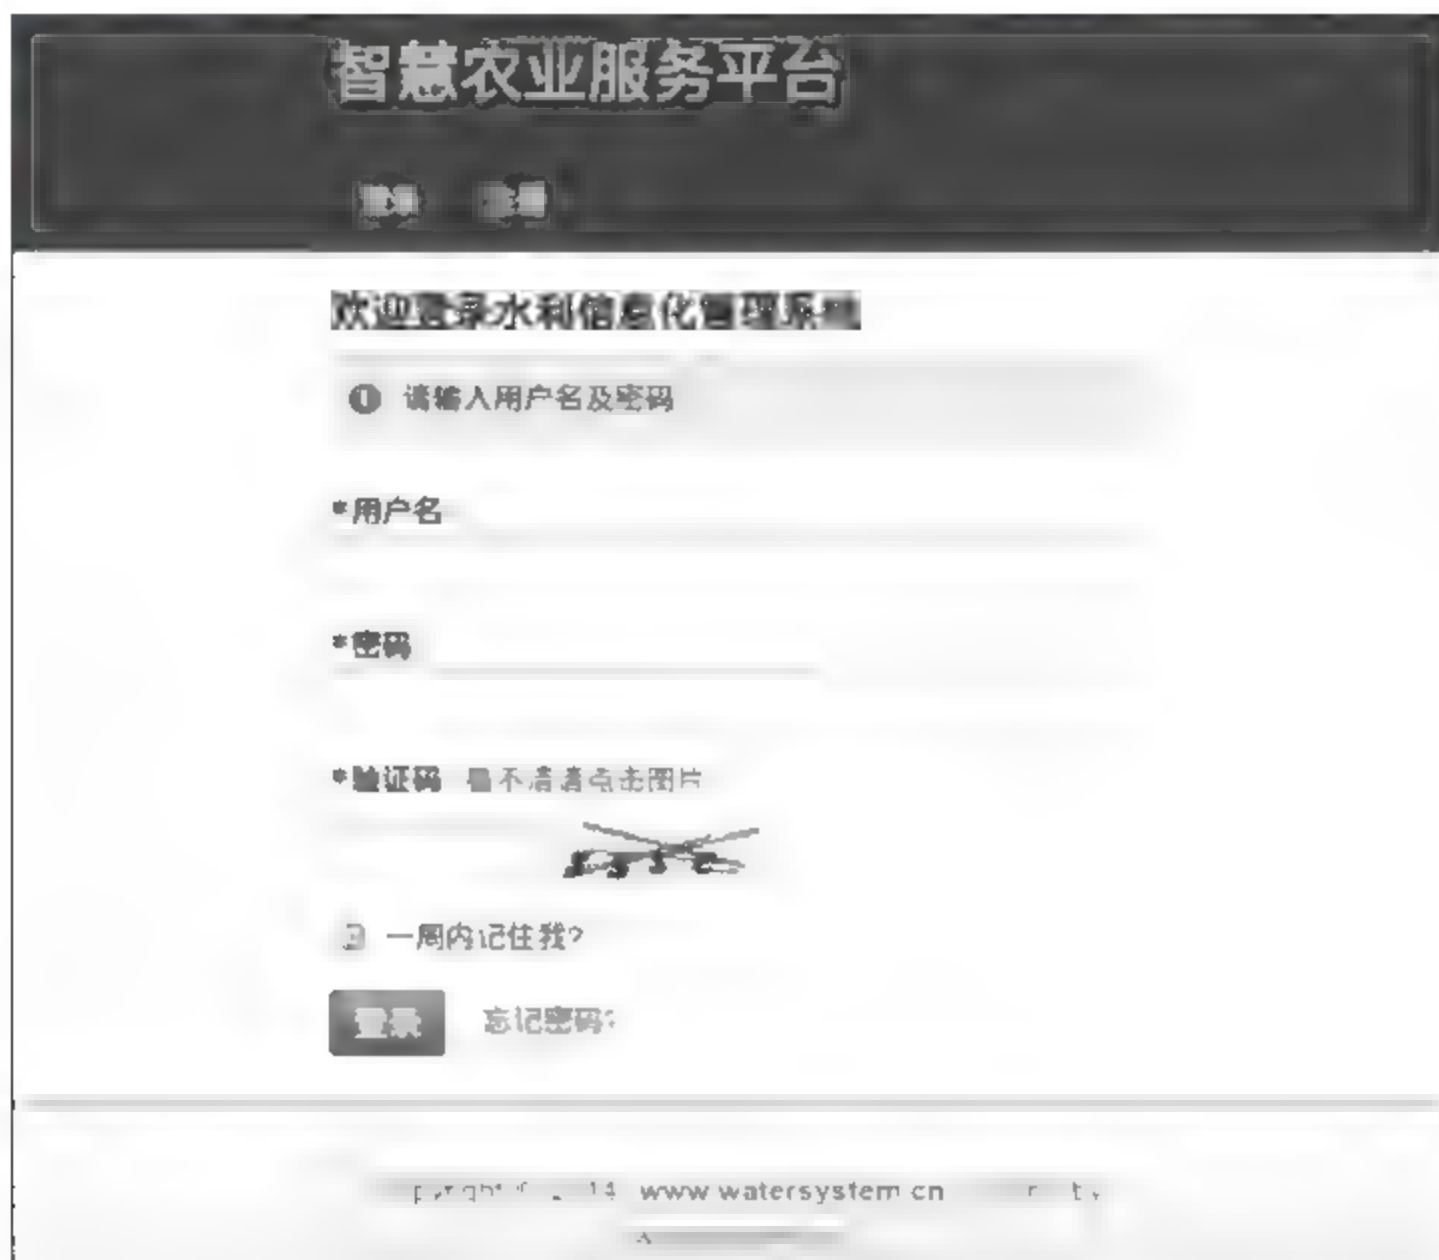 智慧农业服务平台
欢迎登录水利信息化管理系统
请输入用户名及密码
*用户名
*密码
*验证码 看不清请点击图片
一周内记住我?
登录 忘记密码?
www.watersystem.cn